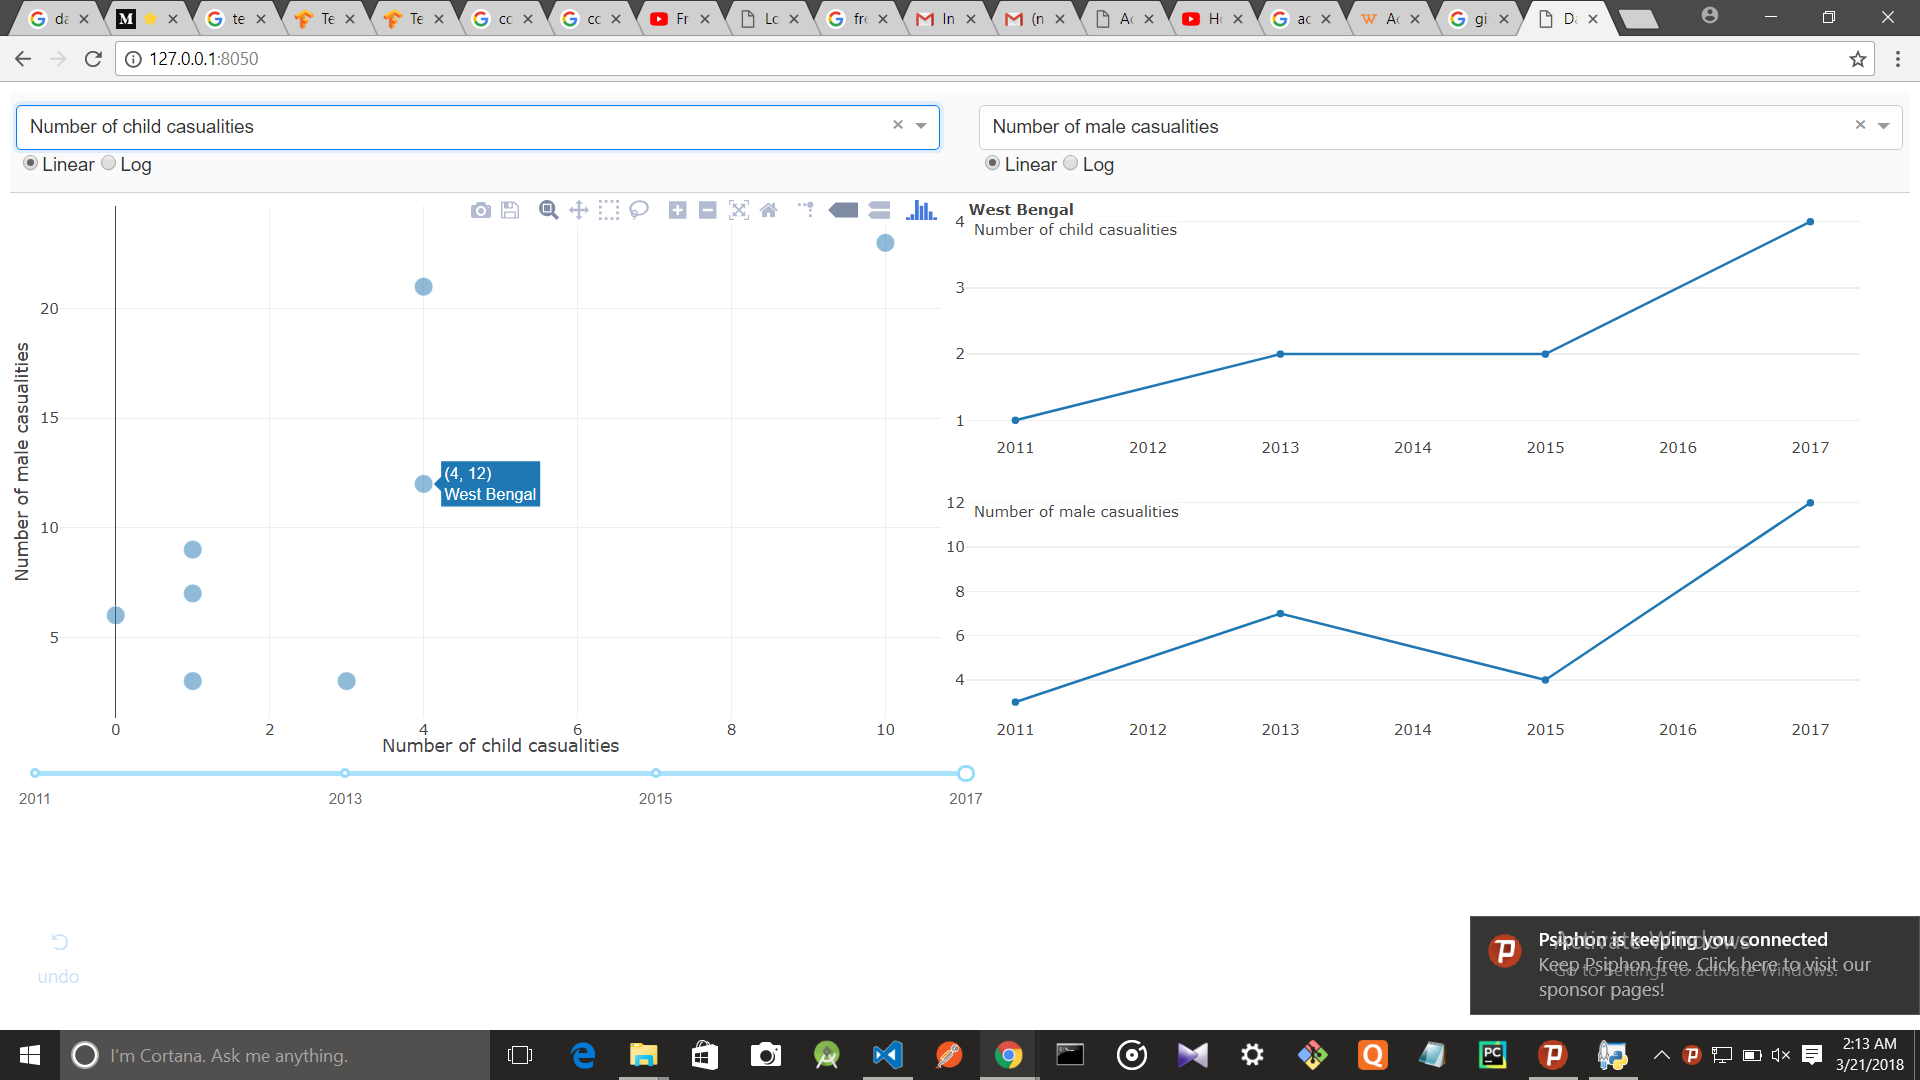 da
M
te
Te
Te
cc
cc
Fr
Lc
fre
In
(n
Ac
Hc
ac
Ac
gi
Da
127.0.0.1:8050
Number of child casualities
Number of male casualities
Linear Log
Linear Log
Number of male casualities
20
15
10
5
(4, 12)
West Bengal
0 2 4 6 8 10
Number of child casualities
2011 2013 2015 2017
West Bengal
Number of child casualities
4
3
2
1
2011 2012 2013 2014 2015 2016 2017
Number of male casualities
12
10
8
6
4
2011 2012 2013 2014 2015 2016 2017
undo
Psiphon is keeping you connected
Activate Windows
Keep Psiphon free. Click here to visit our
Go to Settings to activate Windows.
sponsor pages!
I'm Cortana. Ask me anything.
PC
2:13 AM
3/21/2018